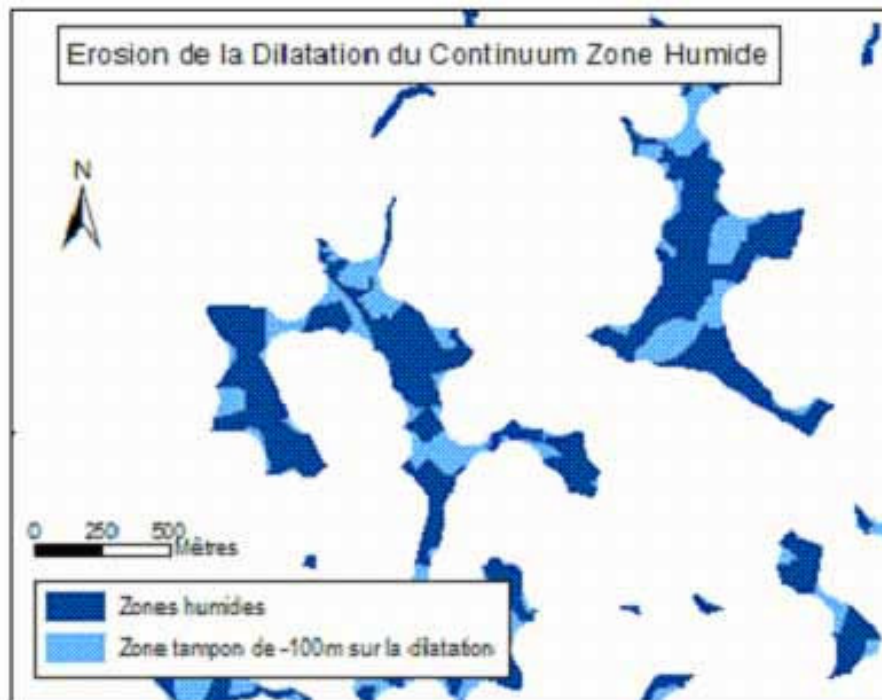 Erosion de la Dilatation du Continuum Zone Humide
N
0 250 500
Mètres
Zones humides
Zone tampon de -100m sur la dilatation